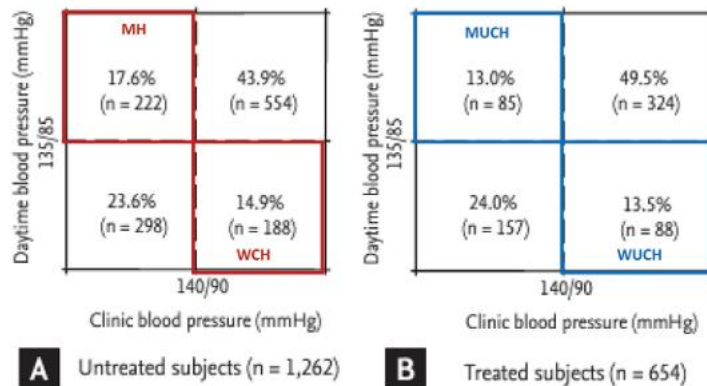 Daytime blood pressure (mmHg)
135/85
MH
17.6%
(n = 222)
43.9%
(n = 554)
23.6%
(n = 298)
14.9%
(n = 188)
WCH
140/90
Clinic blood pressure (mmHg)
A Untreated subjects (n = 1,262)
Daytime blood pressure (mmHg)
135/85
MUCH
13.0%
(n = 85)
49.5%
(n = 324)
24.0%
(n = 157)
13.5%
(n = 88)
WUCH
140/90
Clinic blood pressure (mmHg)
B Treated subjects (n = 654)